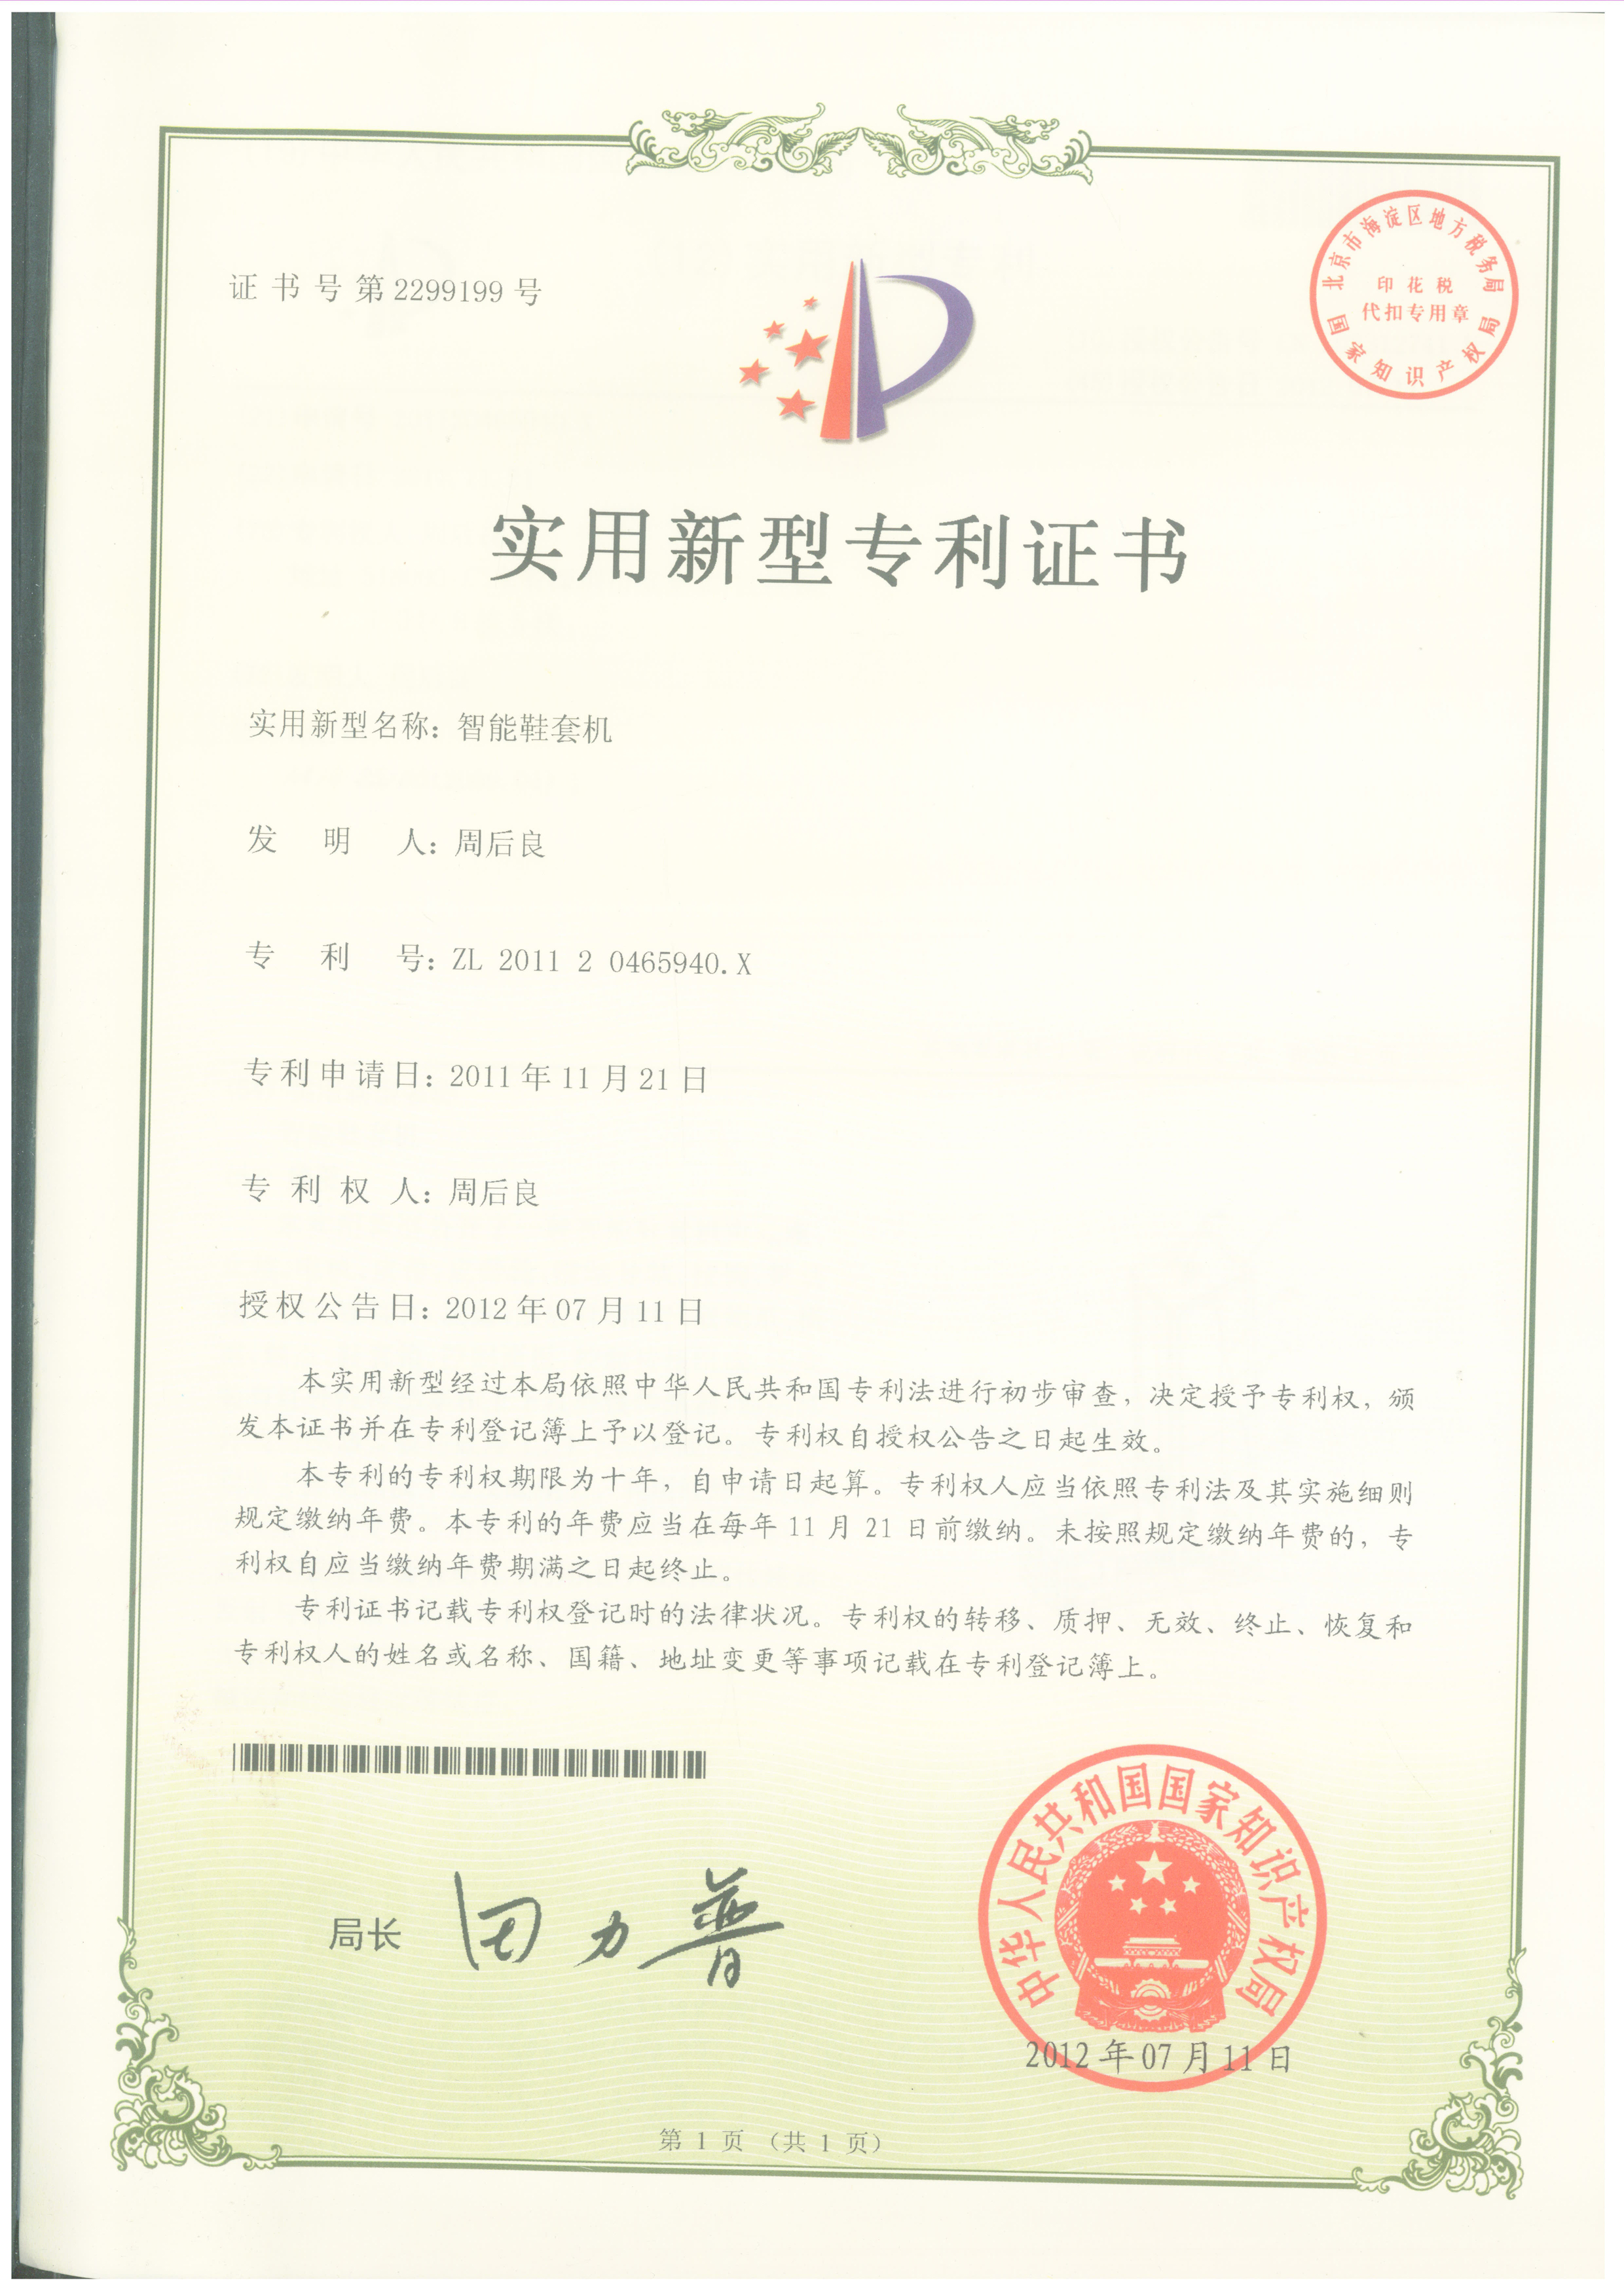 证书号第2299199号
北京市海淀区地方税务局
印花税
代扣专用章
国家知识产权局
实用新型专利证书
实用新型名称：智能鞋套机
发明人：周后良
专利号：ZL 2011 2 0465940.X
专利申请日：2011年11月21日
专利权人：周后良
授权公告日：2012年07月11日
本实用新型经过本局依照中华人民共和国专利法进行初步审查，决定授予专利权，颁
发本证书并在专利登记簿上予以登记。专利权自授权公告之日起生效。
本专利的专利权期限为十年，自申请日起算。专利权人应当依照专利法及其实施细则
规定缴纳年费。本专利的年费应当在每年11月21日前缴纳。未按照规定缴纳年费的，专
利权自应当缴纳年费期满之日起终止。
专利证书记载专利权登记时的法律状况。专利权的转移、质押、无效、终止、恢复和
专利权人的姓名或名称、国籍、地址变更等事项记载在专利登记簿上。
局长 田力普
中华人民共和国国家知识产权局
2012年07月11日
第1页（共1页）